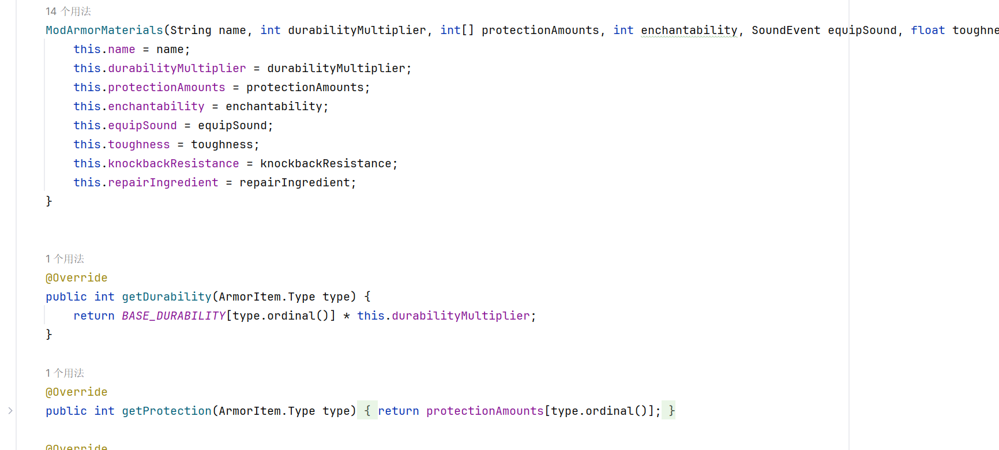 14 个用法
ModArmorMaterials(String name, int durabilityMultiplier, int[] protectionAmounts, int enchantability, SoundEvent equipSound, float toughne
this.name = name;
this.durabilityMultiplier = durabilityMultiplier;
this.protectionAmounts = protectionAmounts;
this.enchantability = enchantability;
this.equipSound = equipSound;
this.toughness = toughness;
this.knockbackResistance = knockbackResistance;
this.repairIngredient = repairIngredient;
}
1 个用法
@Override
public int getDurability(ArmorItem.Type type) {
return BASE_DURABILITY[type.ordinal()] * this.durabilityMultiplier;
}
1 个用法
@Override
public int getProtection(ArmorItem.Type type) { return protectionAmounts[type.ordinal()]; }
@Override